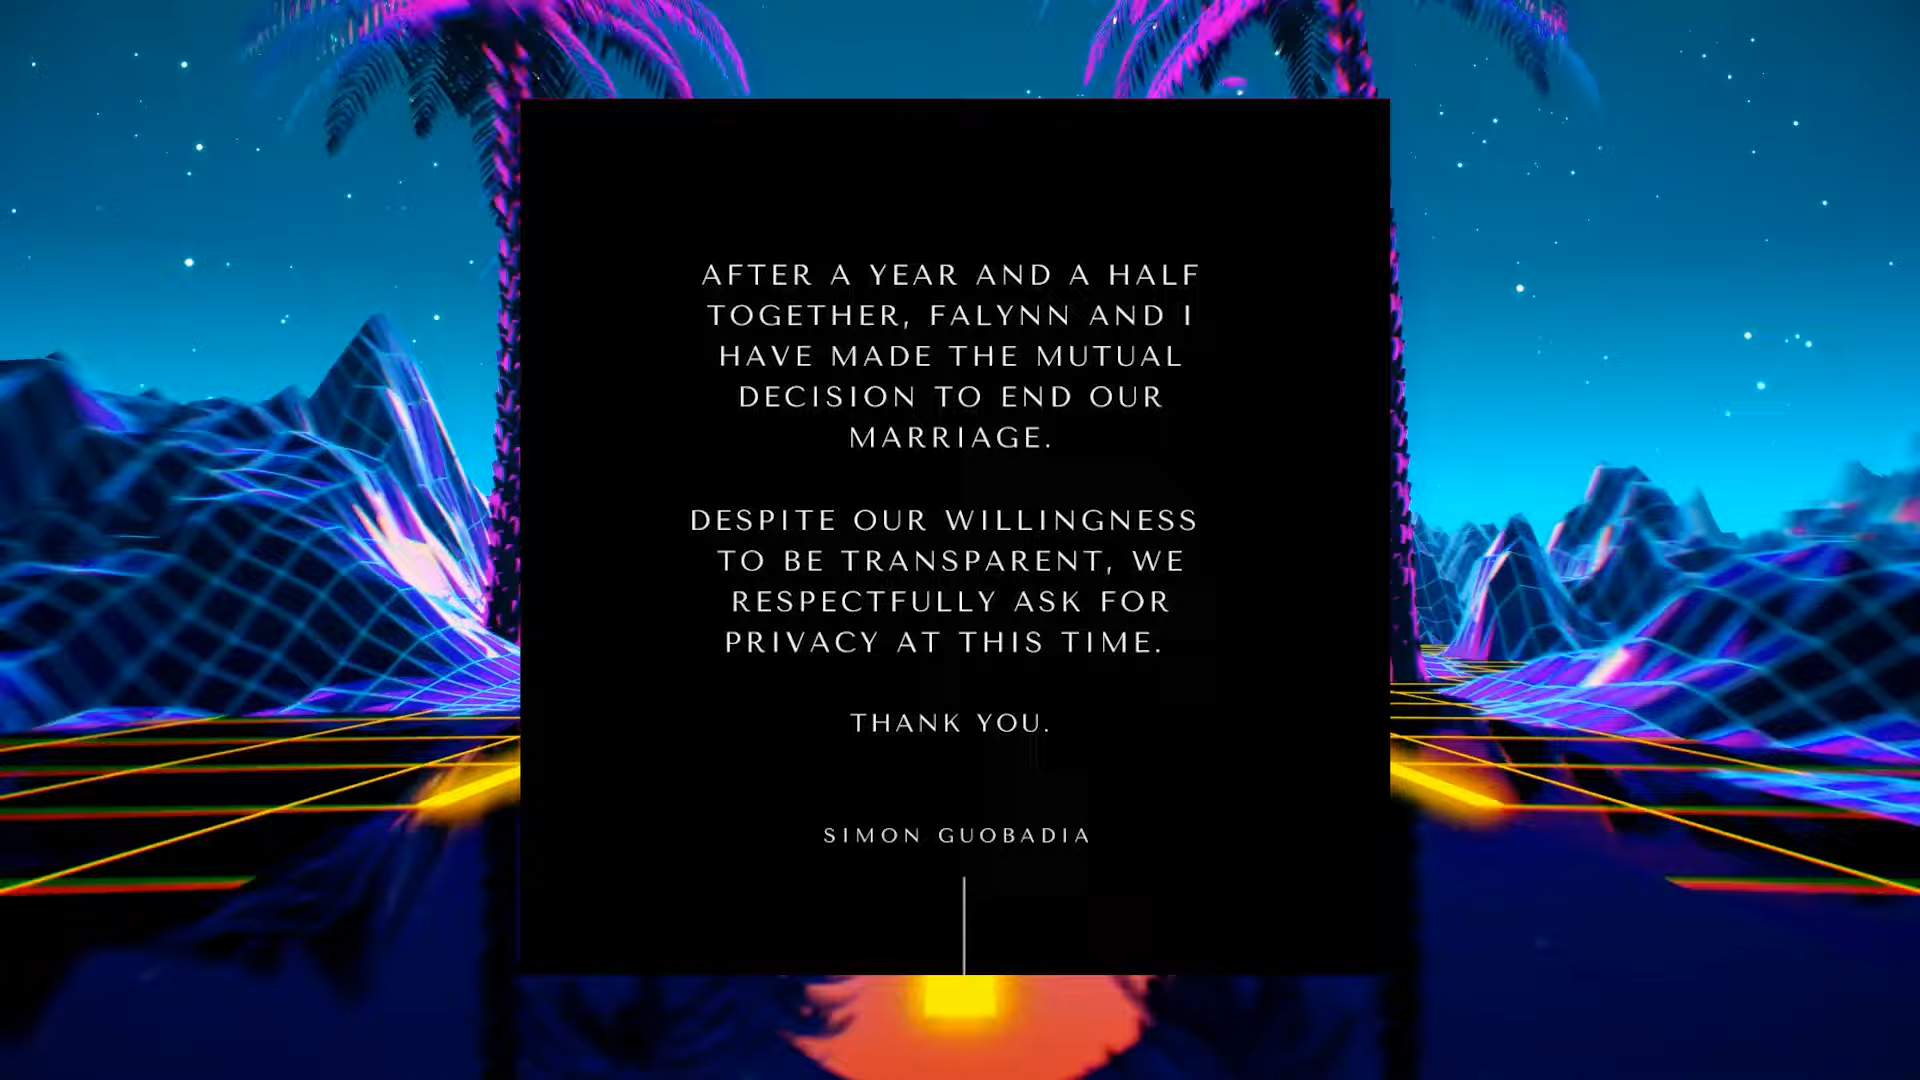 AFTER A YEAR AND A HALF
TOGETHER, FALYNN AND I
HAVE MADE THE MUTUAL
DECISION TO END OUR
MARRIAGE.
DESPITE OUR WILLINGNESS
TO BE TRANSPARENT, WE
RESPECTFULLY ASK FOR
PRIVACY AT THIS TIME.
THANK YOU.
SIMON GUOBADIA